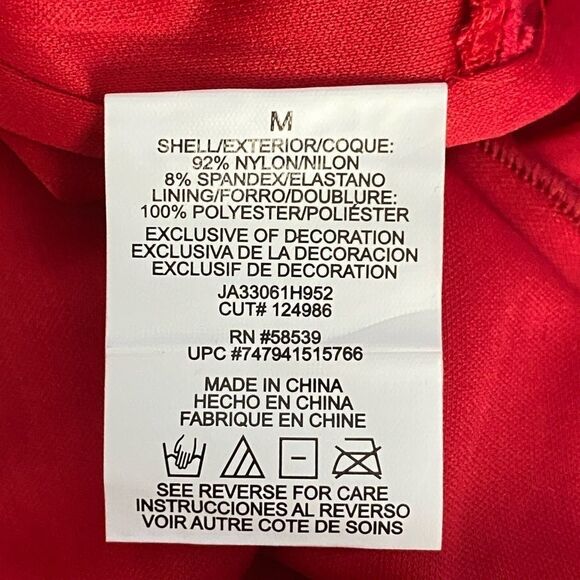 M
SHELL/EXTERIOR/COQUE:
92% NYLON/NILON
8% SPANDEX/ELASTANO
LINING/FORRO/DOUBLURE:
100% POLYESTER/POLIÉSTER
EXCLUSIVE OF DECORATION
EXCLUSIVA DE LA DECORACION
EXCLUSIF DE DECORATION
JA33061H952
CUT# 124986
RN #58539
UPC #747941515766
MADE IN CHINA
HECHO EN CHINA
FABRIQUE EN CHINE
SEE REVERSE FOR CARE
INSTRUCCIONES AL REVERSO
VOIR AUTRE COTE DE SOINS